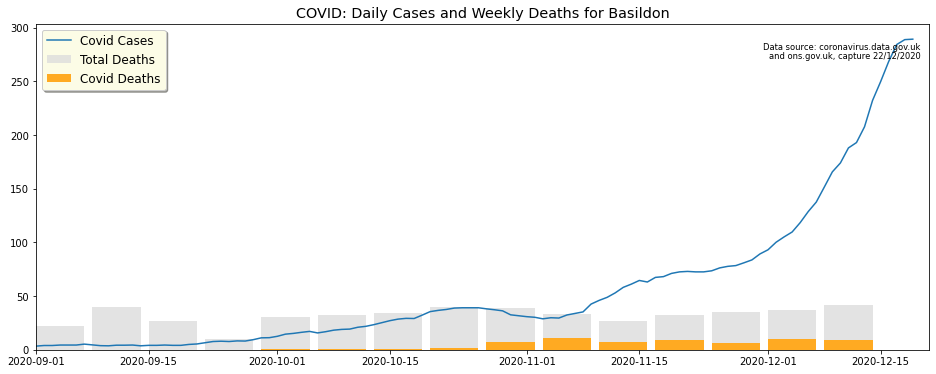 COVID: Daily Cases and Weekly Deaths for Basildon
300
250
200
150
100
50
0
Covid Cases
Total Deaths
Covid Deaths
Data source: coronavirus.data.gov.uk
and ons.gov.uk, capture 22/12/2020
2020-09-01 2020-09-15 2020-10-01 2020-10-15 2020-11-01 2020-11-15 2020-12-01 2020-12-15